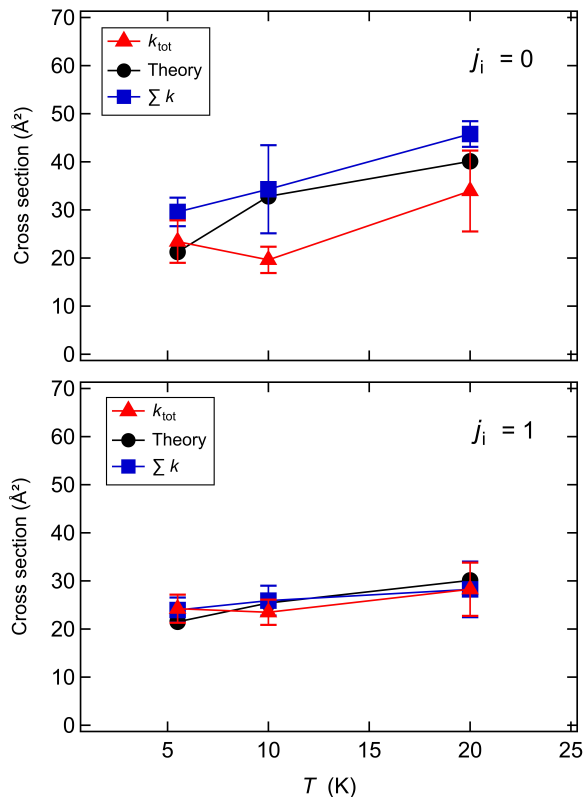 70
60
50
40
30
20
10
0
Cross section (Å²)
k_tot
Theory
∑ k
j_i = 0
70
60
50
40
30
20
10
0
Cross section (Å²)
k_tot
Theory
∑ k
j_i = 1
5 10 15 20 25
T (K)